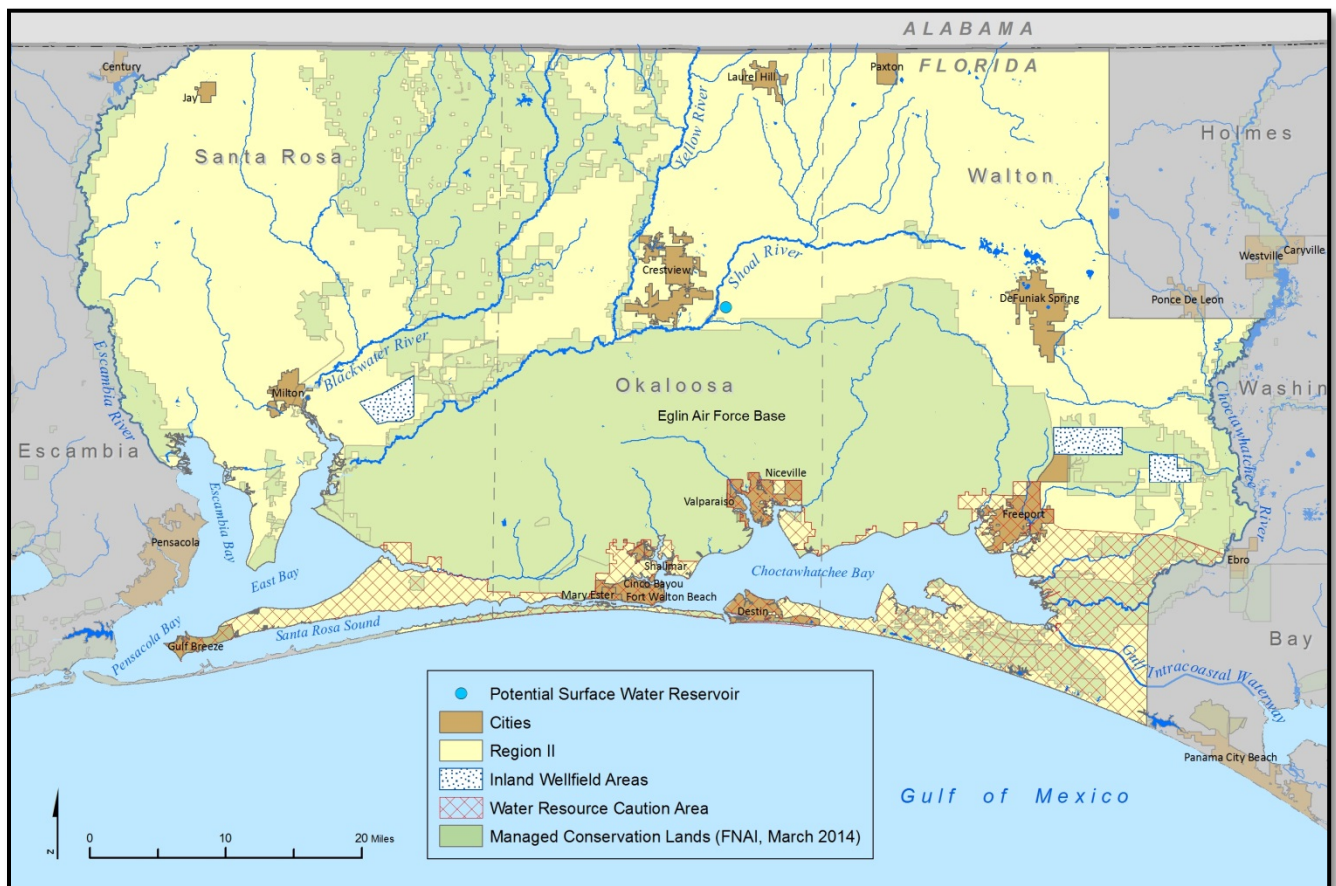 ALABAMA
FLORIDA
Century
Jay
Laurel Hill
Paxton
Holmes
Santa Rosa
Yellow River
Walton
Westville
Caryville
Crestview
Shoal River
DeFuniak Spring
Ponce De Leon
Blackwater River
Milton
Okaloosa
Eglin Air Force Base
Escambia River
Choctawhatchee River
Washin
Escambia
Escambia Bay
Niceville
Valparaiso
Freeport
Pensacola
East Bay
Shalimar
Cinco Bayou
Mary Ester
Fort Walton Beach
Choctawhatchee Bay
Ebro
Destin
Pensacola Bay
Gulf Breeze
Santa Rosa Sound
Gulf Intracoastal Waterway
Bay
Panama City Beach
Gulf of Mexico
Potential Surface Water Reservoir
Cities
Region II
Inland Wellfield Areas
Water Resource Caution Area
Managed Conservation Lands (FNAI, March 2014)
N
0 10 20 Miles